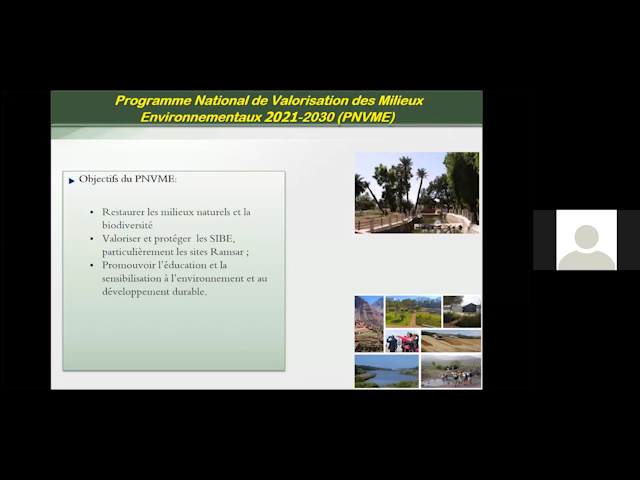 Programme National de Valorisation des Milieux
Environnementaux 2021-2030 (PNVME)
Objectifs du PNVME:
• Restaurer les milieux naturels et la
biodiversité
• Valoriser et protéger les SIBE,
particulièrement les sites Ramsar ;
• Promouvoir l'éducation et la
sensibilisation à l'environnement et au
développement durable.